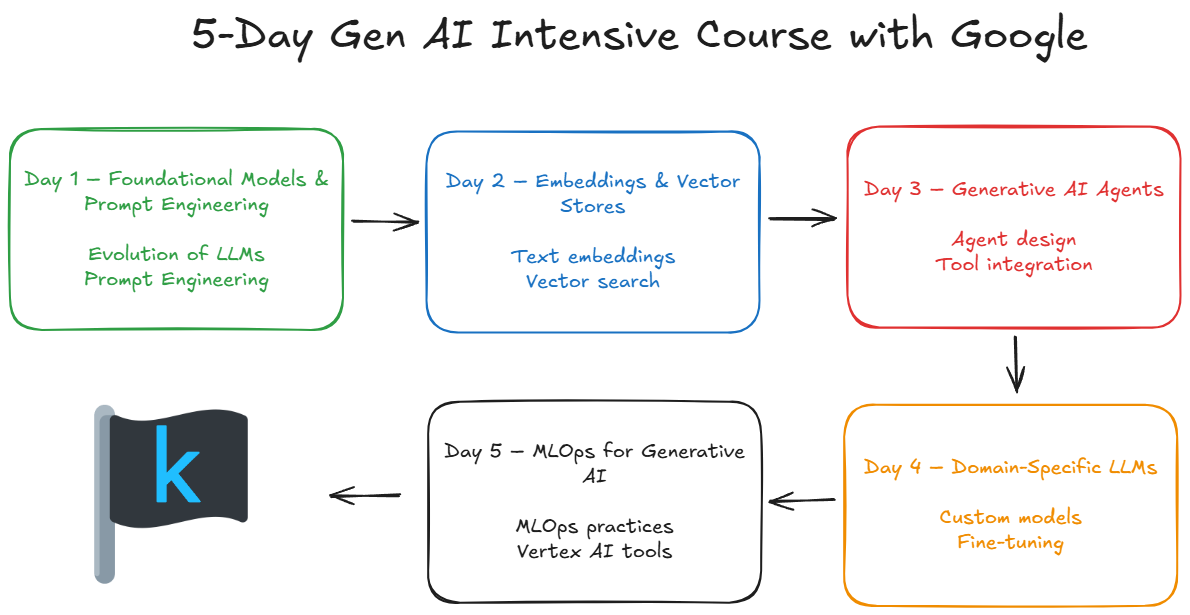 5-Day Gen AI Intensive Course with Google
Day 1 – Foundational Models &
Prompt Engineering
Evolution of LLMs
Prompt Engineering
Day 2 – Embeddings & Vector
Stores
Text embeddings
Vector search
Day 3 – Generative AI Agents
Agent design
Tool integration
Day 4 – Domain-Specific LLMs
Custom models
Fine-tuning
Day 5 – MLOps for Generative
AI
MLOps practices
Vertex AI tools
k